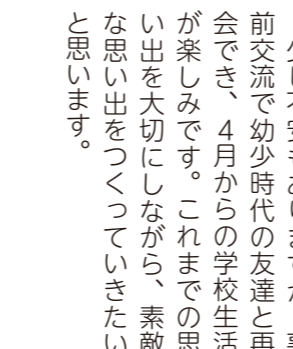 前交流で幼少時代の友達と再
会でき、４月からの学校生活
が楽しみです。これまでの思
い出を大切にしながら、素敵
な思い出をつくっていきたい
と思います。